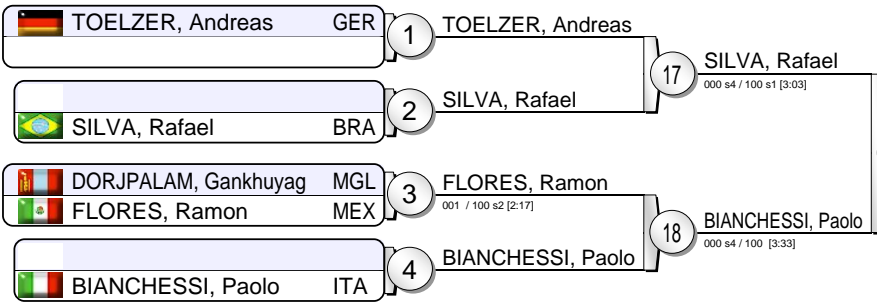 TOELZER, Andreas GER
1
TOELZER, Andreas
17
SILVA, Rafael
000 s4 / 100 s1 [3:03]
2
SILVA, Rafael
SILVA, Rafael BRA
DORJPALAM, Gankhuyag MGL
3
FLORES, Ramon
001 / 100 s2 [2:17]
FLORES, Ramon MEX
18
BIANCHESSI, Paolo
000 s4 / 100 [3:33]
4
BIANCHESSI, Paolo
BIANCHESSI, Paolo ITA